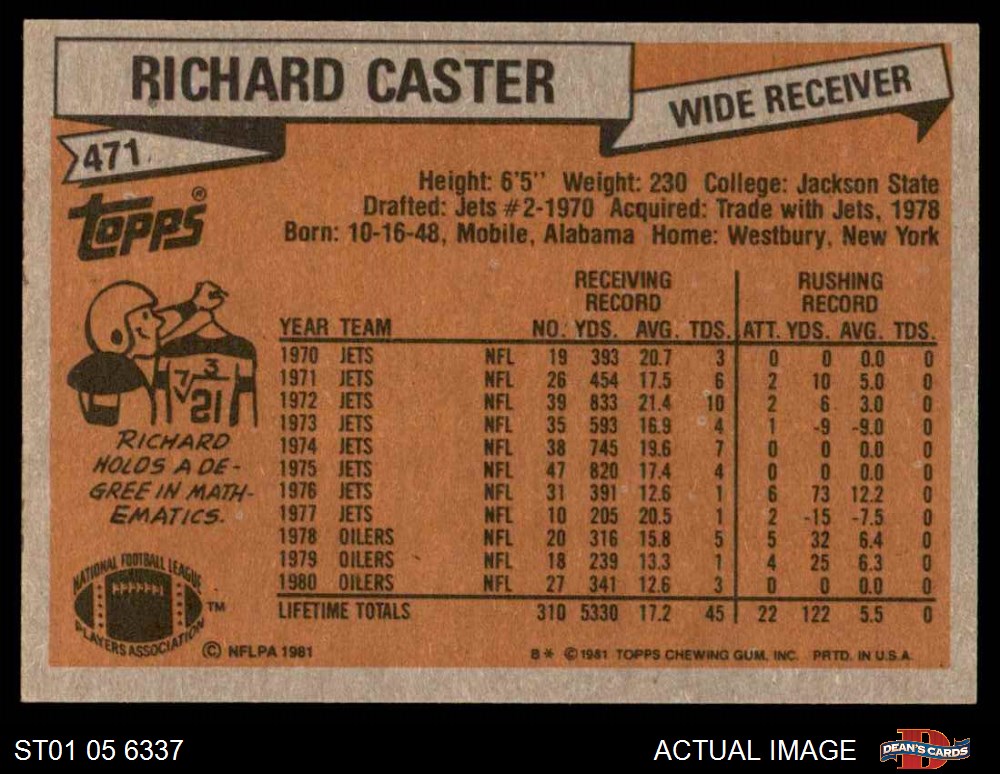 RICHARD CASTER
WIDE RECEIVER
471
topps®
Height: 6'5" Weight: 230 College: Jackson State
Drafted: Jets #2-1970 Acquired: Trade with Jets, 1978
Born: 10-16-48, Mobile, Alabama Home: Westbury, New York
RECEIVING RECORD RUSHING RECORD
YEAR TEAM NO. YDS. AVG. TDS. ATT. YDS. AVG. TDS.
1970 JETS NFL 19 393 20.7 3 0 0 0.0 0
1971 JETS NFL 26 454 17.5 6 2 10 5.0 0
1972 JETS NFL 39 833 21.4 10 2 6 3.0 0
1973 JETS NFL 35 593 16.9 4 1 -9 -9.0 0
1974 JETS NFL 38 745 19.6 7 0 0 0.0 0
1975 JETS NFL 47 820 17.4 4 0 0 0.0 0
1976 JETS NFL 31 391 12.6 1 6 73 12.2 0
1977 JETS NFL 10 205 20.5 1 2 -15 -7.5 0
1978 OILERS NFL 20 316 15.8 5 5 32 6.4 0
1979 OILERS NFL 18 239 13.3 1 4 25 6.3 0
1980 OILERS NFL 27 341 12.6 3 0 0 0.0 0
LIFETIME TOTALS 310 5330 17.2 45 22 122 5.5 0
3
7 21
RICHARD
HOLDS A DE-
GREE IN MATH-
EMATICS.
NATIONAL FOOTBALL LEAGUE
PLAYERS ASSOCIATION
TM
© NFLPA 1981
B* © 1981 TOPPS CHEWING GUM, INC. PRTD. IN U.S.A.
ST01 05 6337
ACTUAL IMAGE
D
DEAN'S CARDS